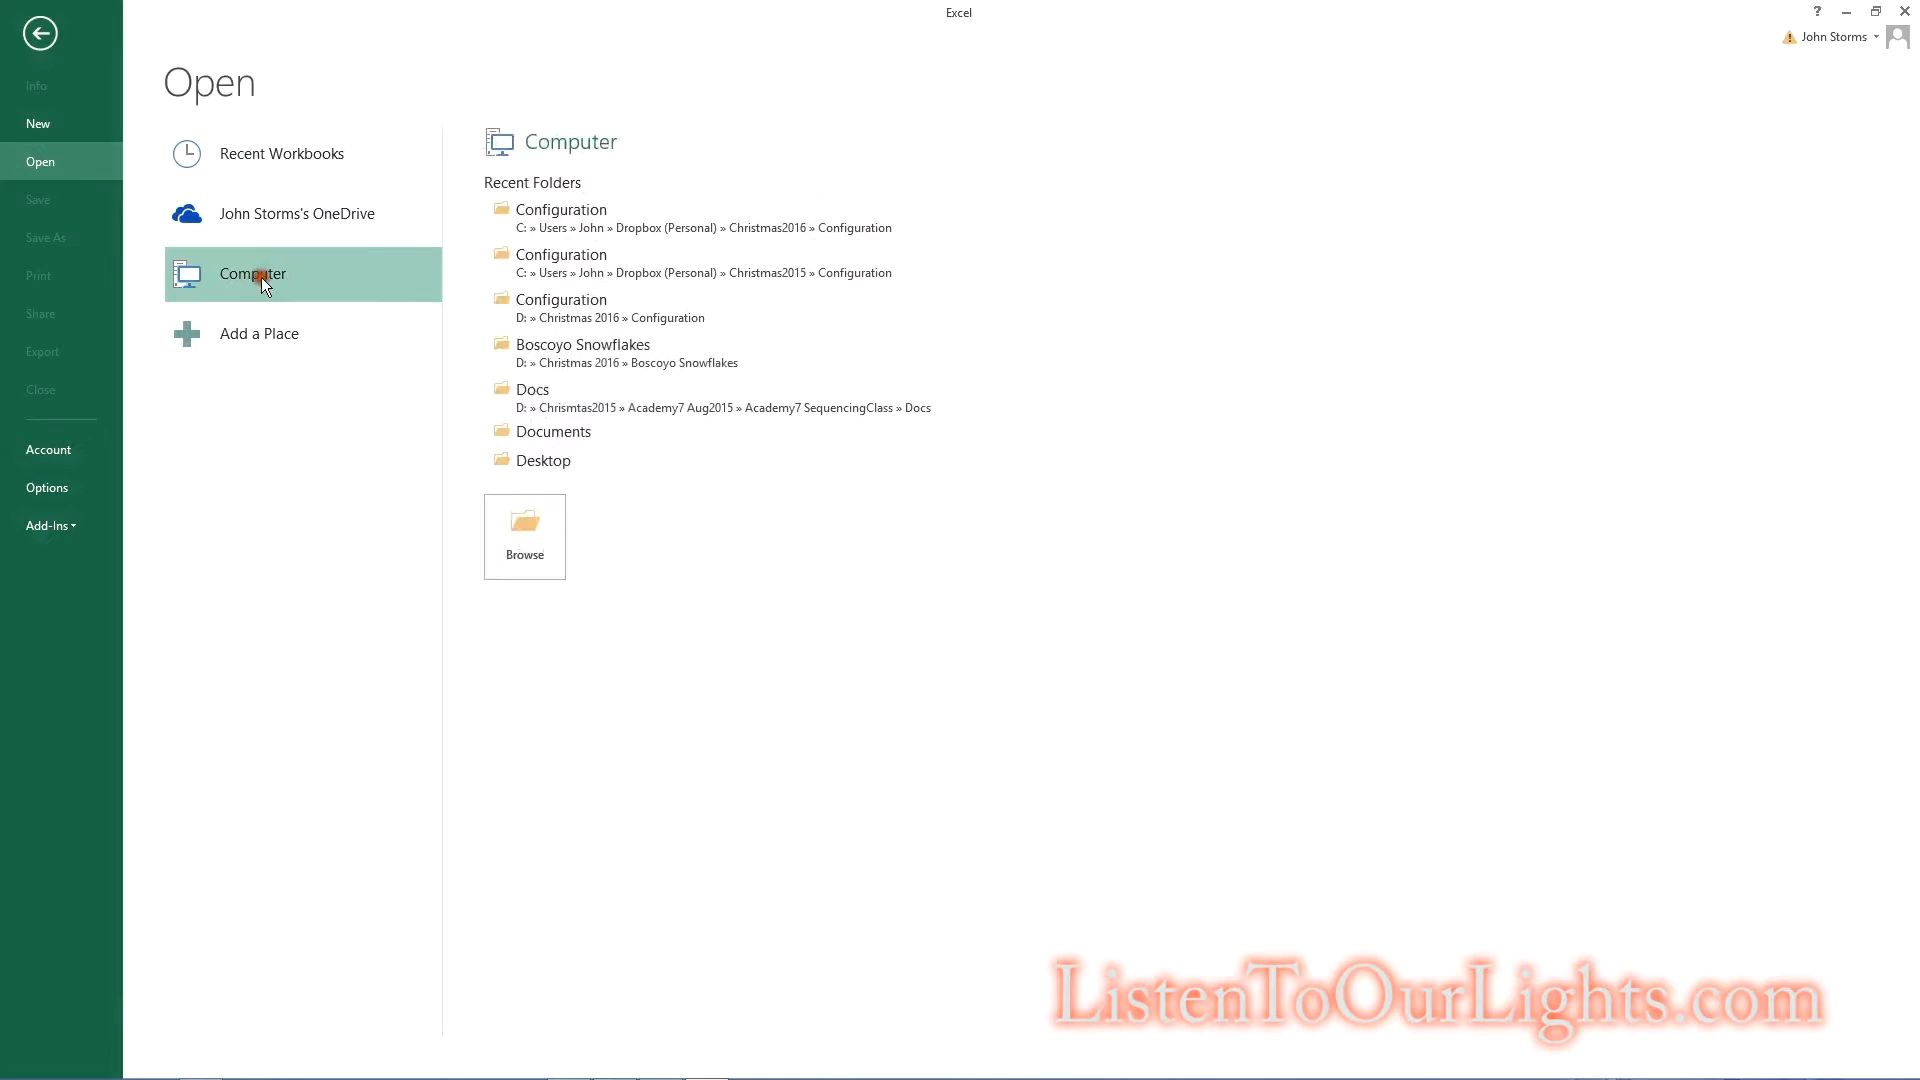 Excel
?
John Storms
Info
New
Open
Save
Save As
Print
Share
Export
Close
Account
Options
Add-Ins
Open
Recent Workbooks
John Storms's OneDrive
Computer
Add a Place
Computer
Recent Folders
Configuration
C: » Users » John » Dropbox (Personal) » Christmas2016 » Configuration
Configuration
C: » Users » John » Dropbox (Personal) » Christmas2015 » Configuration
Configuration
D: » Christmas 2016 » Configuration
Boscoyo Snowflakes
D: » Christmas 2016 » Boscoyo Snowflakes
Docs
D: » Chrismtas2015 » Academy7 Aug2015 » Academy7 SequencingClass » Docs
Documents
Desktop
Browse
ListenToOurLights.com